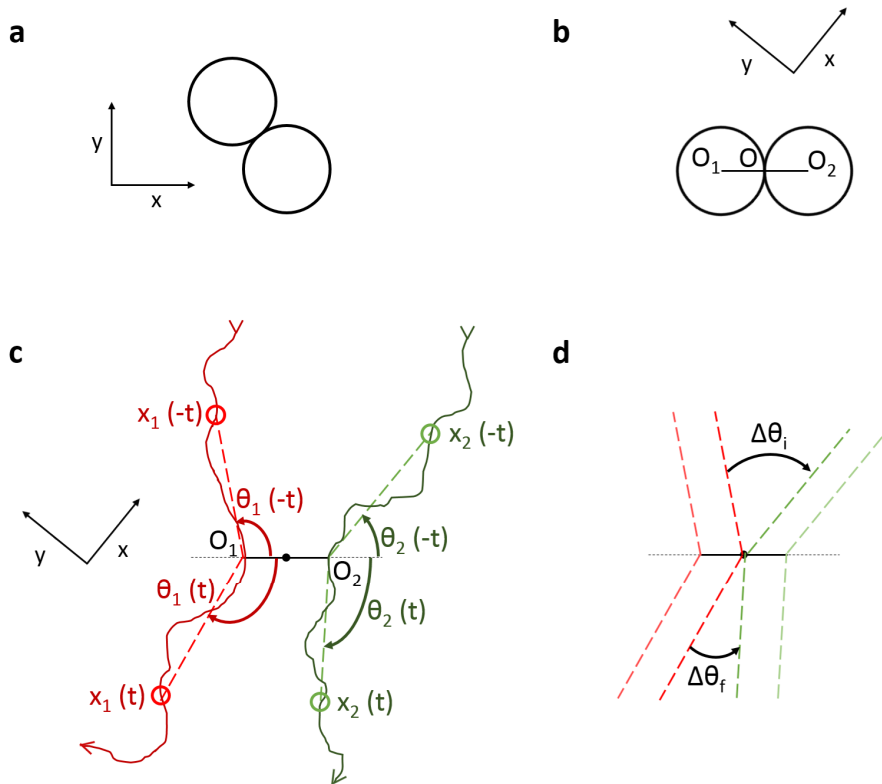 a
y
x
b
y
x
O₁
O
O₂
c
x₁ (-t)
x₂ (-t)
θ₁ (-t)
θ₂ (-t)
O₁
O₂
y
x
θ₁ (t)
θ₂ (t)
x₁ (t)
x₂ (t)
d
Δθᵢ
Δθf